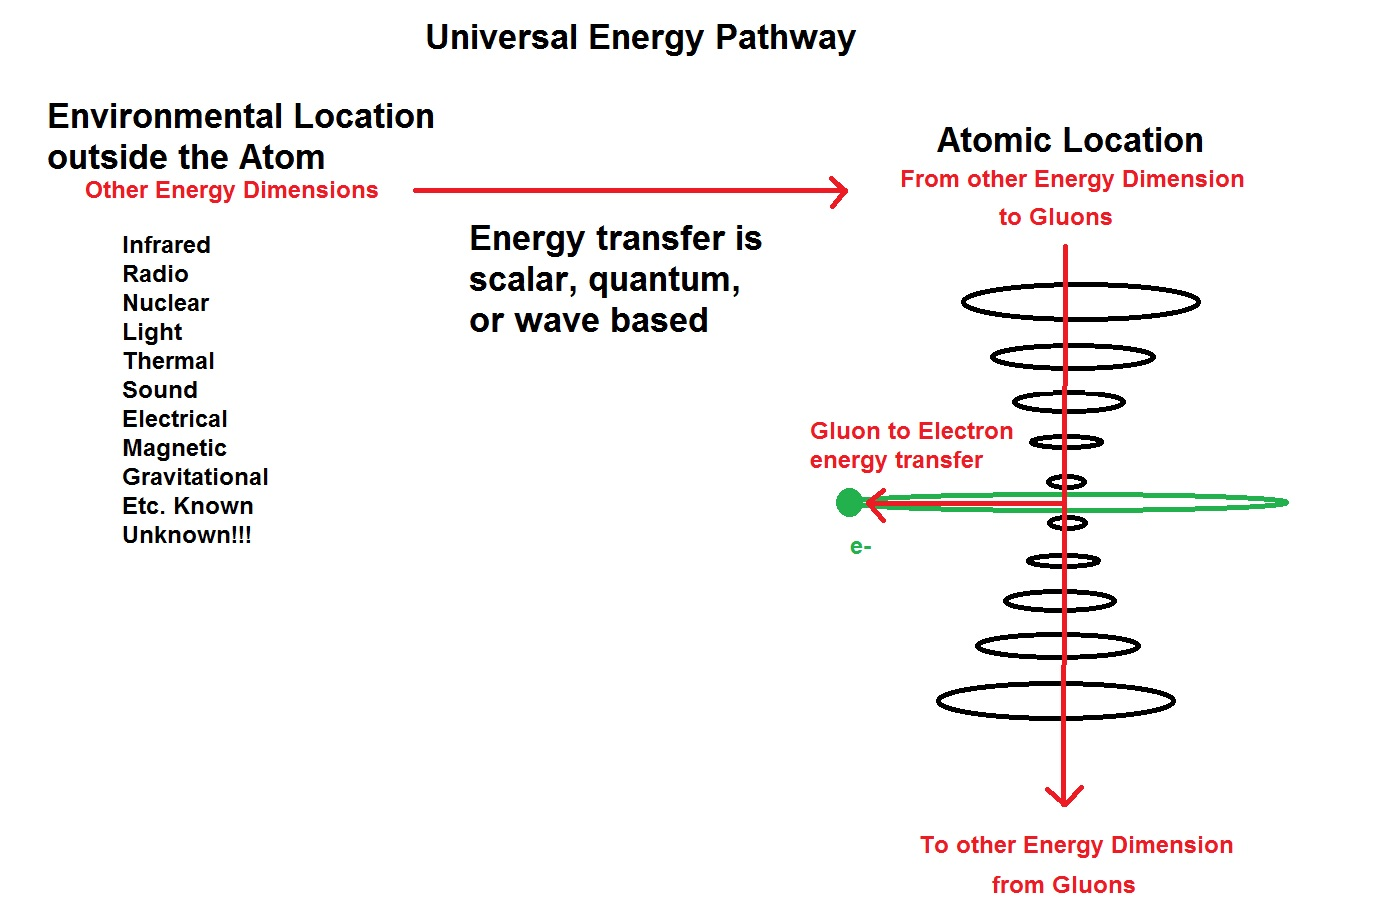 Universal Energy Pathway
Environmental Location
outside the Atom
Other Energy Dimensions
Infrared
Radio
Nuclear
Light
Thermal
Sound
Electrical
Magnetic
Gravitational
Etc. Known
Unknown!!!
Energy transfer is
scalar, quantum,
or wave based
Atomic Location
From other Energy Dimension
to Gluons
Gluon to Electron
energy transfer
e-
To other Energy Dimension
from Gluons